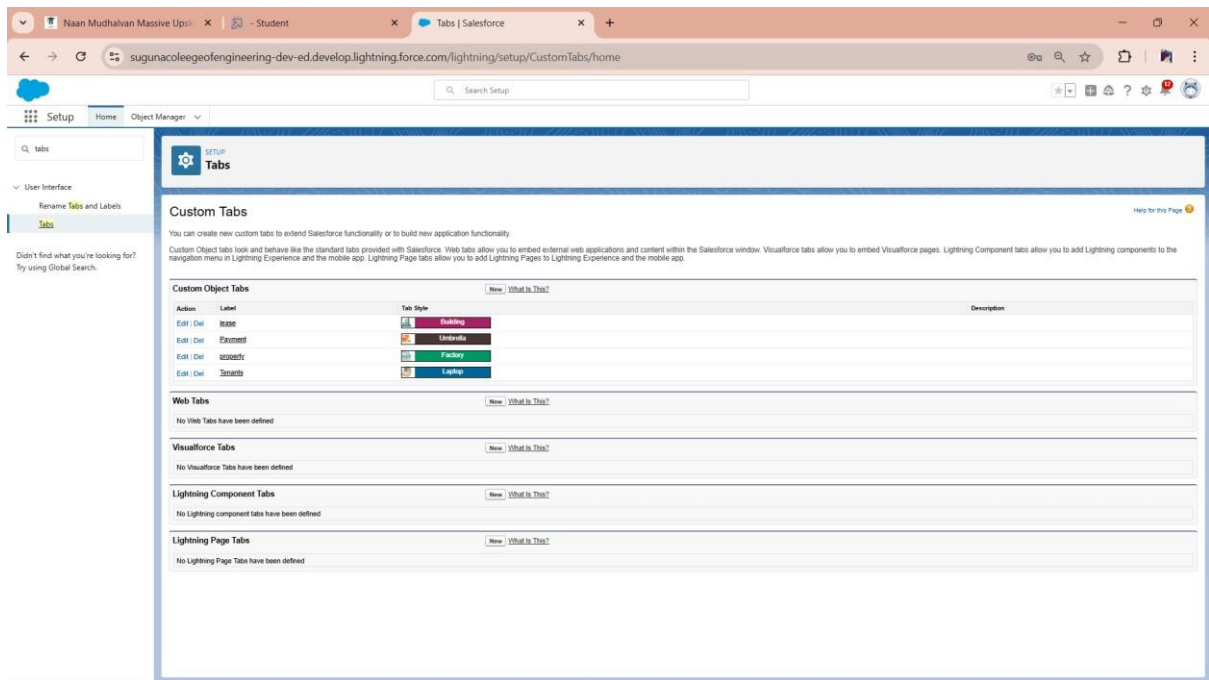 Naan Mudhalvan Massive Upsk
- Student
Tabs | Salesforce
sugunacoleegeofengineering-dev-ed.develop.lightning.force.com/lightning/setup/CustomTabs/home
Search Setup
Setup Home Object Manager
tabs
SETUP
Tabs
User Interface
Rename Tabs and Labels
Tabs
Didn't find what you're looking for?
Try using Global Search.
Custom Tabs
Help for this Page
You can create new custom tabs to extend Salesforce functionality or to build new application functionality.
Custom Object tabs look and behave like the standard tabs provided with Salesforce. Web tabs allow you to embed external web applications and content within the Salesforce window. Visualforce tabs allow you to embed Visualforce pages. Lightning Component tabs allow you to add Lightning components to the
navigation menu in Lightning Experience and the mobile app. Lightning Page tabs allow you to add Lightning Pages to Lightning Experience and the mobile app.
Custom Object Tabs New What Is This?
Action Label Tab Style Description
Edit | Del lease Building
Edit | Del Payment Umbrella
Edit | Del property Factory
Edit | Del Tenants Laptop
Web Tabs New What Is This?
No Web Tabs have been defined
Visualforce Tabs New What Is This?
No Visualforce Tabs have been defined
Lightning Component Tabs New What Is This?
No Lightning component tabs have been defined
Lightning Page Tabs New What Is This?
No Lightning Page Tabs have been defined